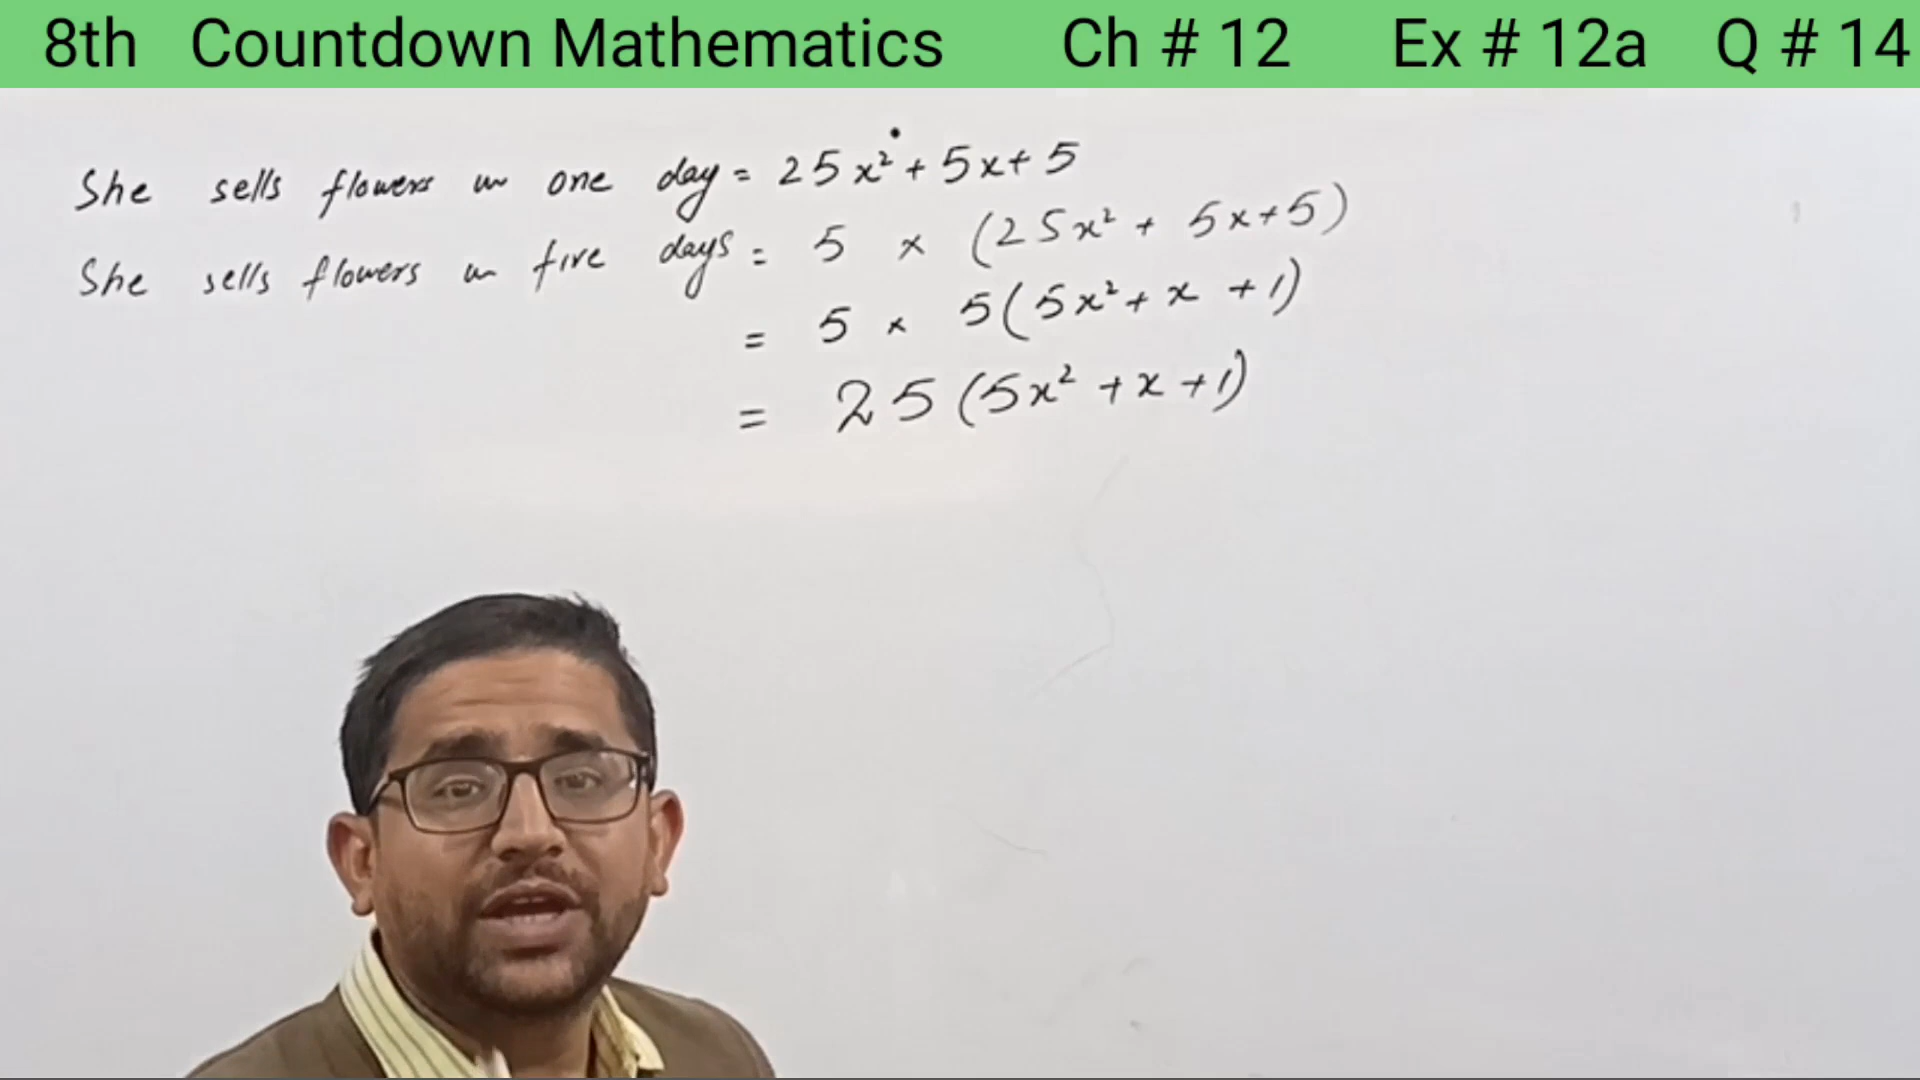 8th Countdown Mathematics Ch # 12 Ex # 12a Q # 14
She sells flowers in one day = 25x² + 5x + 5
She sells flowers in five days = 5 × (25x² + 5x + 5)
= 5 × 5(5x² + x + 1)
= 25(5x² + x + 1)